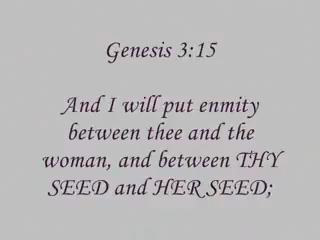 Genesis 3:15
And I will put enmity
between thee and the
woman, and between THY
SEED and HER SEED;